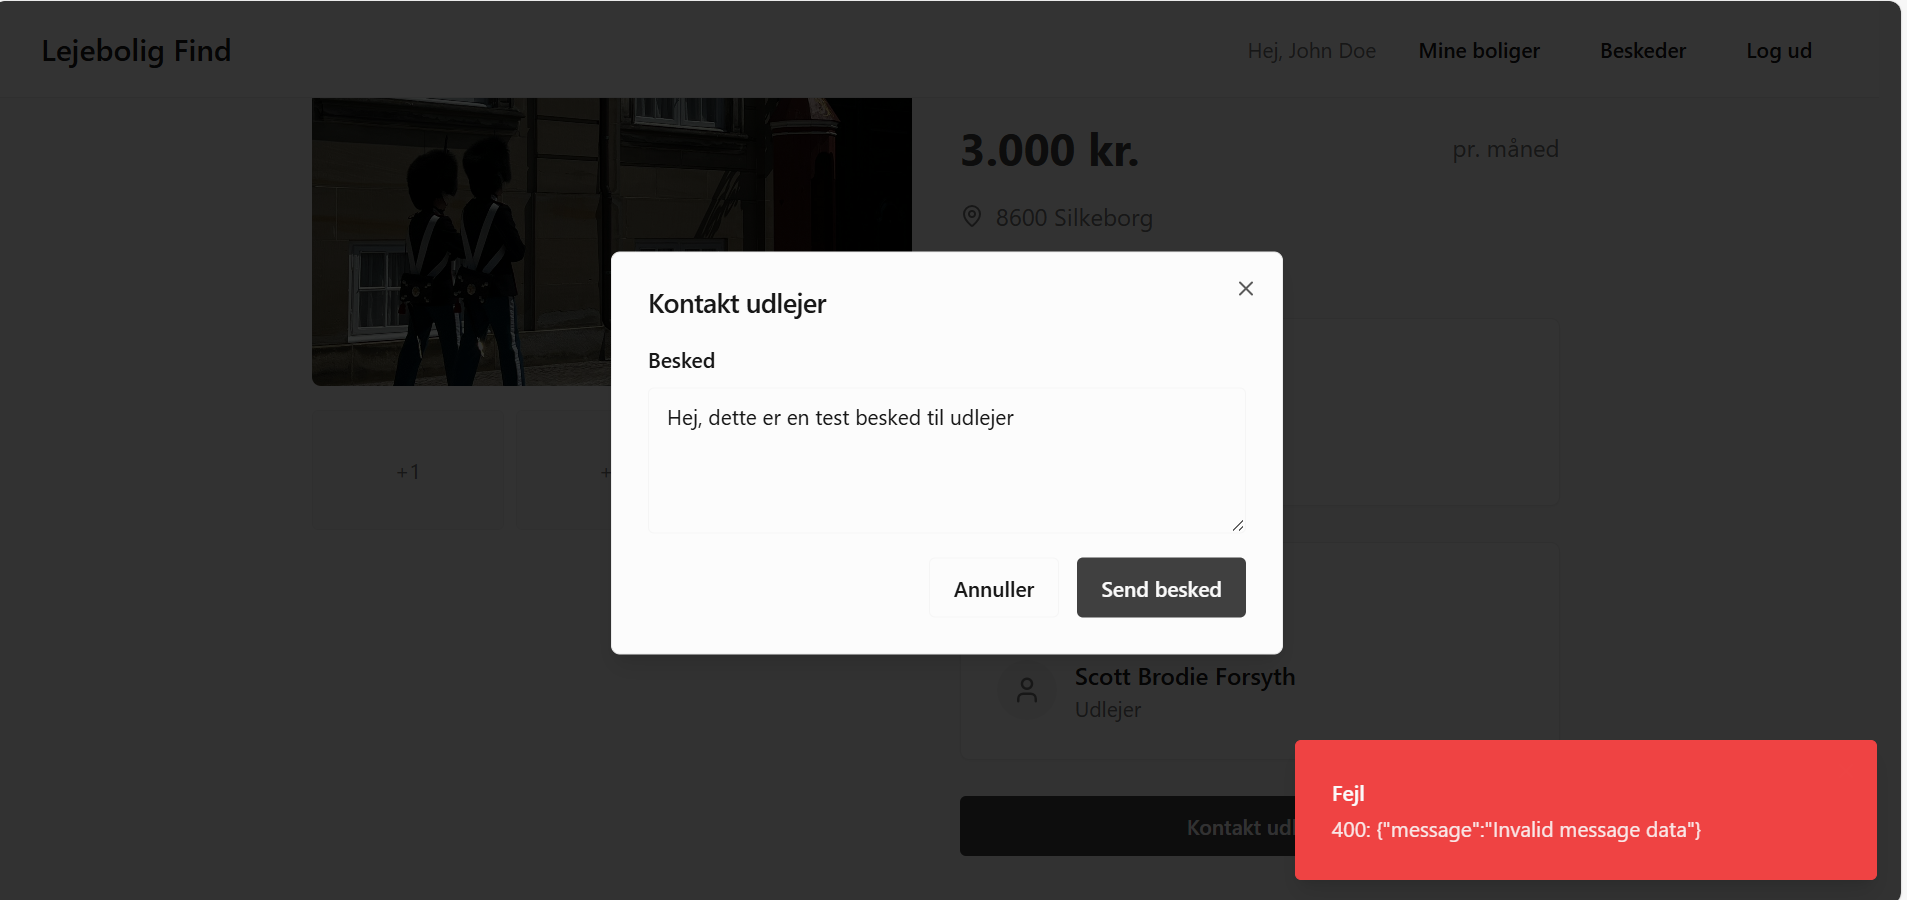 Lejebolig Find
Hej, John Doe
Mine boliger
Beskeder
Log ud
3.000 kr.
pr. måned
8600 Silkeborg
Kontakt udlejer
Besked
Hej, dette er en test besked til udlejer
+1
+
Annuller
Send besked
Scott Brodie Forsyth
Udlejer
Kontakt udl
Fejl
400: {"message":"Invalid message data"}